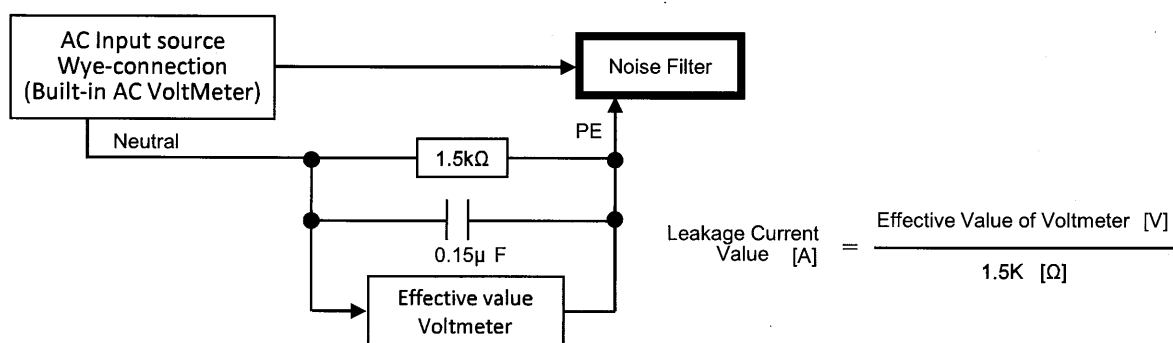 AC Input source
Wye-connection
(Built-in AC VoltMeter)
Noise Filter
Neutral
PE
1.5kΩ
0.15μ F
Effective value
Voltmeter
Leakage Current
Value [A]
=
Effective Value of Voltmeter [V]
1.5K [Ω]